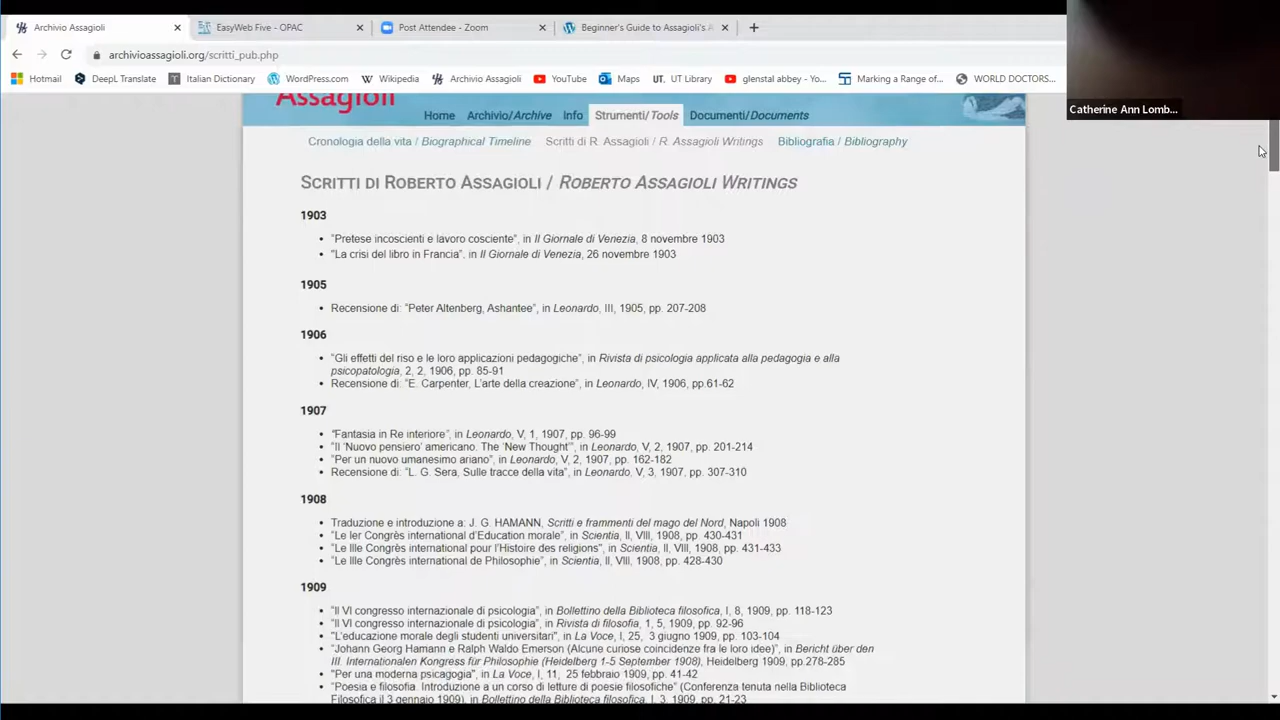 Archivio Assagioli
EasyWeb Five - OPAC
Post Attendee - Zoom
Beginner's Guide to Assagioli's A
archivioassagioli.org/scritti_pub.php
Hotmail DeepL Translate Italian Dictionary WordPress.com Wikipedia Archivio Assagioli YouTube Maps UT Library glenstal abbey - Yo... Marking a Range of... WORLD DOCTORS...
Catherine Ann Lomb...
Assagioli
Home Archivio/Archive Info Strumenti/Tools Documenti/Documents
Cronologia della vita / Biographical Timeline Scritti di R. Assagioli / R. Assagioli Writings Bibliografia / Bibliography
SCRITTI DI ROBERTO ASSAGIOLI / ROBERTO ASSAGIOLI WRITINGS
1903
• "Pretese incoscienti e lavoro cosciente", in Il Giornale di Venezia, 8 novembre 1903
• "La crisi del libro in Francia", in Il Giornale di Venezia, 26 novembre 1903
1905
• Recensione di: "Peter Altenberg, Ashantee", in Leonardo, III, 1905, pp. 207-208
1906
• "Gli effetti del riso e le loro applicazioni pedagogiche", in Rivista di psicologia applicata alla pedagogia e alla
psicopatologia, 2, 2, 1906, pp. 85-91
• Recensione di: "E. Carpenter, L'arte della creazione", in Leonardo, IV, 1906, pp.61-62
1907
• "Fantasia in Re interiore", in Leonardo, V, 1, 1907, pp. 96-99
• "Il 'Nuovo pensiero' americano. The 'New Thought'", in Leonardo, V, 2, 1907, pp. 201-214
• "Per un nuovo umanesimo ariano", in Leonardo, V, 2, 1907, pp. 162-182
• Recensione di: "L. G. Sera, Sulle tracce della vita", in Leonardo, V, 3, 1907, pp. 307-310
1908
• Traduzione e introduzione a: J. G. HAMANN, Scritti e frammenti del mago del Nord, Napoli 1908
• "Le Ier Congrès international d'Education morale", in Scientia, II, VIII, 1908, pp. 430-431
• "Le IIIe Congrès international pour l'Histoire des religions", in Scientia, II, VIII, 1908, pp. 431-433
• "Le IIIe Congrès international de Philosophie", in Scientia, II, VIII, 1908, pp. 428-430
1909
• "Il VI congresso internazionale di psicologia", in Bollettino della Biblioteca filosofica, I, 8, 1909, pp. 118-123
• "Il VI congresso internazionale di psicologia", in Rivista di filosofia, 1, 5, 1909, pp. 92-96
• "L'educazione morale degli studenti universitari", in La Voce, I, 25, 3 giugno 1909, pp. 103-104
• "Johann Georg Hamann e Ralph Waldo Emerson (Alcune curiose coincidenze fra le loro idee)", in Bericht über den
III. Internationalen Kongress für Philosophie (Heidelberg 1-5 September 1908), Heidelberg 1909, pp.278-285
• "Per una moderna psicagogia", in La Voce, I, 11, 25 febbraio 1909, pp. 41-42
• "Poesia e filosofia. Introduzione a un corso di letture di poesie filosofiche" (Conferenza tenuta nella Biblioteca
Filosofica il 3 gennaio 1909), in Bollettino della Biblioteca filosofica, I, 3, 1909, pp. 21-23